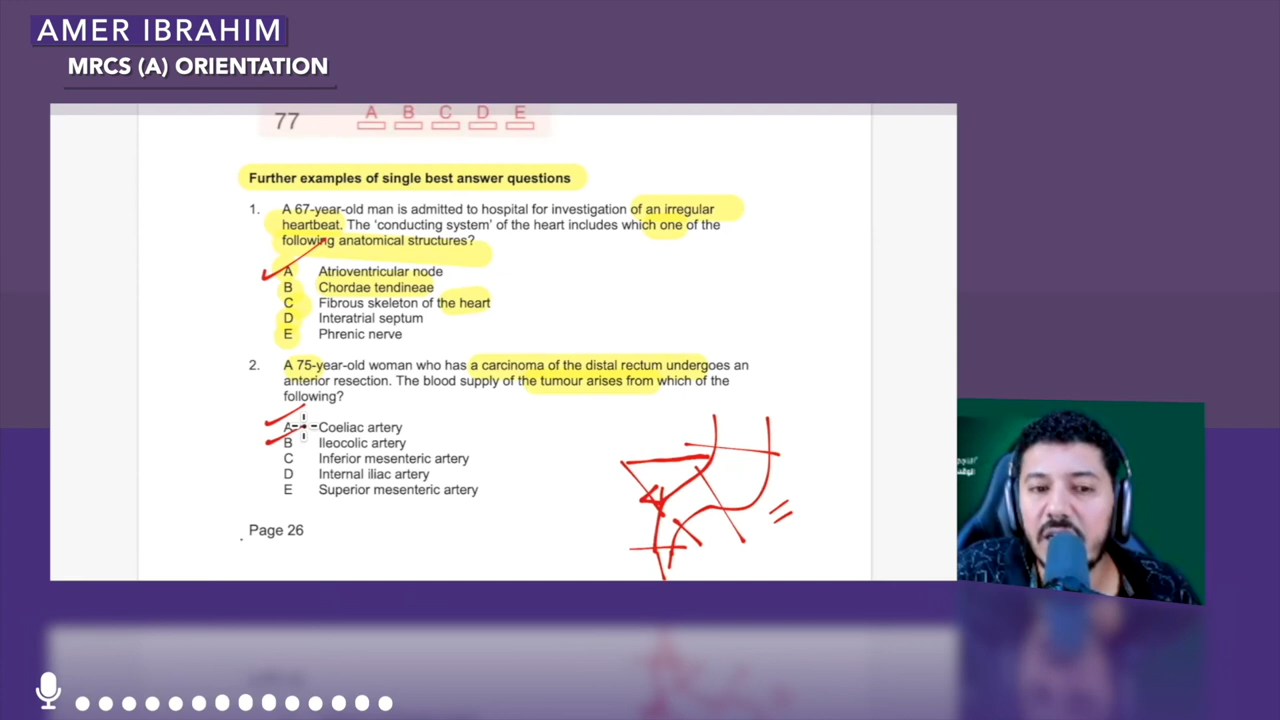 AMER IBRAHIM
MRCS (A) ORIENTATION
77 A B C D E
Further examples of single best answer questions
1. A 67-year-old man is admitted to hospital for investigation of an irregular
heartbeat. The ‘conducting system’ of the heart includes which one of the
following anatomical structures?
A Atrioventricular node
B Chordae tendineae
C Fibrous skeleton of the heart
D Interatrial septum
E Phrenic nerve
2. A 75-year-old woman who has a carcinoma of the distal rectum undergoes an
anterior resection. The blood supply of the tumour arises from which of the
following?
A Coeliac artery
B Ileocolic artery
C Inferior mesenteric artery
D Internal iliac artery
E Superior mesenteric artery
Page 26